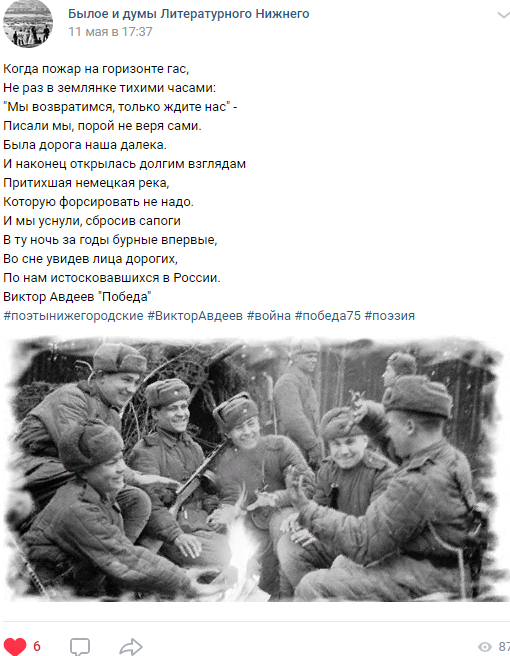 Былое и думы Литературного Нижнего
11 мая в 17:37
Когда пожар на горизонте гас,
Не раз в землянке тихими часами:
"Мы возвратимся, только ждите нас" -
Писали мы, порой не веря сами.
Была дорога наша далека.
И наконец открылась долгим взглядам
Притихшая немецкая река,
Которую форсировать не надо.
И мы уснули, сбросив сапоги
В ту ночь за годы бурные впервые,
Во сне увидев лица дорогих,
По нам истосковавшихся в России.
Виктор Авдеев "Победа"
#поэтынижегородские #ВикторАвдеев #война #победа75 #поэзия
6
87